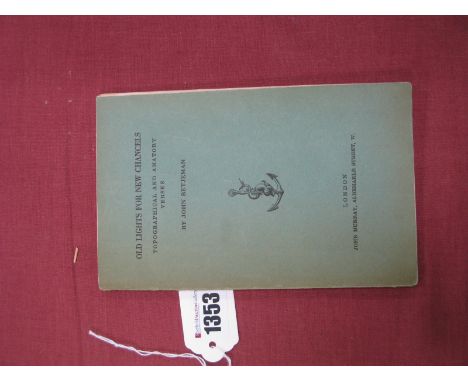 OLD LIGHTS FOR NEW CHANCELS
TOPOGRAPHICAL AND AMATORY
VERSES
BY JOHN BETJEMAN
LONDON
JOHN MURRAY, ALBEMARLE STREET, W.
1353